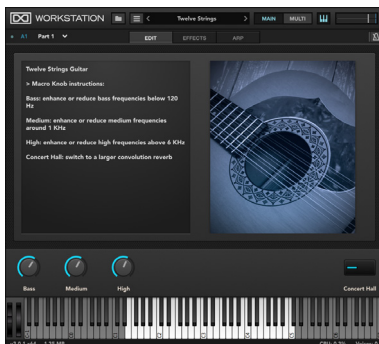 WORKSTATION
Twelve Strings
MAIN
MULTI
A1 Part 1
EDIT
EFFECTS
ARP
Twelve Strings Guitar
> Macro Knob instructions:
Bass: enhance or reduce bass frequencies below 120
Hz
Medium: enhance or reduce medium frequencies
around 1 KHz
High: enhance or reduce high frequencies above 6 KHz
Concert Hall: switch to a larger convolution reverb
Bass
Medium
High
Concert Hall